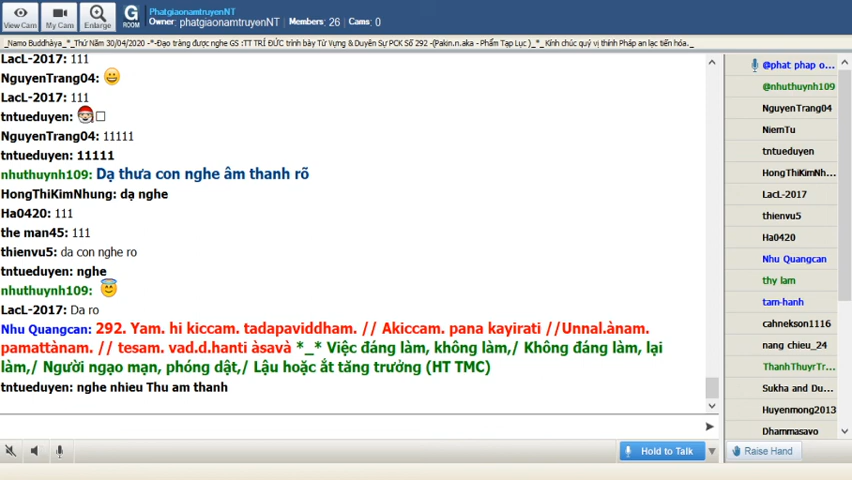 View Cam
My Cam
Enlarge
G
ROOM
PhatgiaonamtruyenNT
Owner: phatgiaonamtruyenNT Members: 26 Cams: 0
_Namo Buddhàya_*_Thứ Năm 30/04/2020 -*-Đạo tràng được nghe GS :TT TRÍ ĐỨC trình bày Từ Vựng & Duyên Sự PCK Số 292 -(Pakin.n.aka - Phẩm Tạp Lục )_*_ Kính chúc quý vị thính Pháp an lạc tiến hóa._
LacL-2017: 111
NguyenTrang04:
LacL-2017: 111
tntueduyen:
NguyenTrang04: 11111
tntueduyen: 11111
nhuthuynh109: Dạ thưa con nghe âm thanh rõ
HongThiKimNhung: dạ nghe
Ha0420: 111
the man45: 111
thienvu5: da con nghe ro
tntueduyen: nghe
nhuthuynh109:
LacL-2017: Da ro
Nhu Quangcan: 292. Yam. hi kiccam. tadapaviddham. // Akiccam. pana kayirati //Unnal.ànam.
pamattànam. // tesam. vad.d.hanti àsavà *_* Việc đáng làm, không làm,/ Không đáng làm, lại
làm,/ Người ngạo mạn, phóng dật,/ Lậu hoặc ắt tăng trưởng (HT TMC)
tntueduyen: nghe nhieu Thu am thanh
@phat phap o...
@nhuthuynh109
NguyenTrang04
NiemTu
tntueduyen
HongThiKimNh...
LacL-2017
thienvu5
Ha0420
Nhu Quangcan
thy lam
tam-hanh
cahnekson1116
nang chieu_24
ThanhThuyrTr...
Sukha and Du...
Huyenmong2013
Dhammasavo
Hold to Talk
Raise Hand